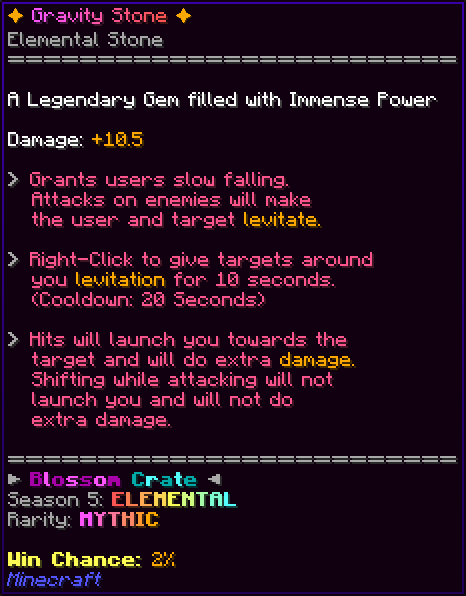 ✦ Gravity Stone ✦
Elemental Stone
==============================
A Legendary Gem filled with Immense Power
Damage: +10.5
> Grants users slow falling.
Attacks on enemies will make
the user and target levitate.
> Right-Click to give targets around
you levitation for 10 seconds.
(Cooldown: 20 Seconds)
> Hits will launch you towards the
target and will do extra damage.
Shifting while attacking will not
launch you and will not do
extra damage.
==============================
► Blossom Crate ◄
Season 5: ELEMENTAL
Rarity: MYTHIC
Win Chance: 2%
Minecraft